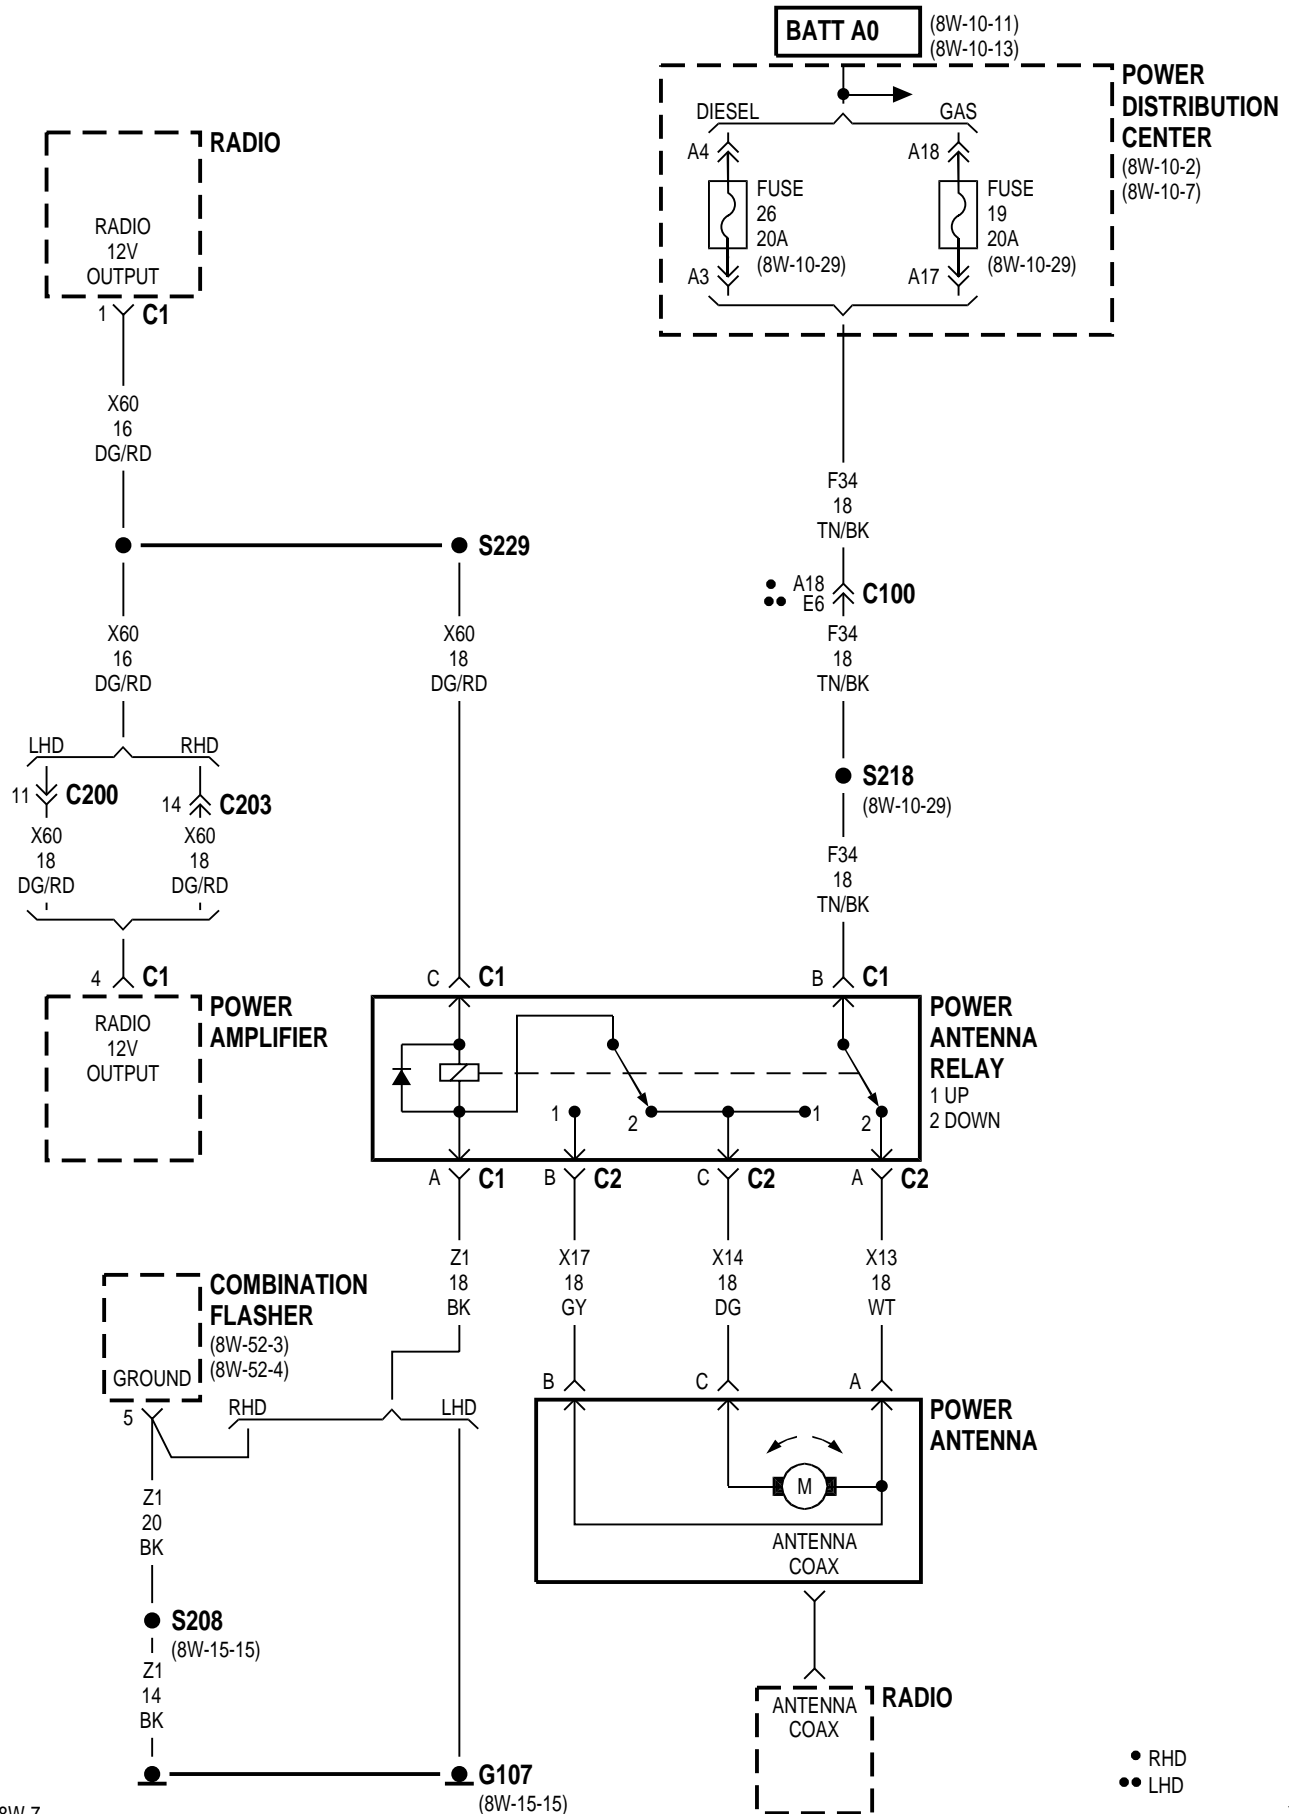 BATT A0
(8W-10-11)
(8W-10-13)
POWER
DISTRIBUTION
CENTER
(8W-10-2)
(8W-10-7)
DIESEL
GAS
A4
A18
FUSE
26
20A
(8W-10-29)
FUSE
19
20A
(8W-10-29)
A3
A17
RADIO
RADIO
12V
OUTPUT
1
C1
X60
16
DG/RD
F34
18
TN/BK
S229
A18
E6
C100
X60
16
DG/RD
X60
18
DG/RD
F34
18
TN/BK
LHD
RHD
11
C200
14
C203
S218
(8W-10-29)
X60
18
DG/RD
X60
18
DG/RD
F34
18
TN/BK
4
C1
C
C1
B
C1
POWER
AMPLIFIER
RADIO
12V
OUTPUT
POWER
ANTENNA
RELAY
1 UP
2 DOWN
1
2
1
2
A
C1
B
C2
C
C2
A
C2
Z1
18
BK
X17
18
GY
X14
18
DG
X13
18
WT
COMBINATION
FLASHER
(8W-52-3)
(8W-52-4)
GROUND
5
RHD
LHD
B
C
A
POWER
ANTENNA
M
ANTENNA
COAX
Z1
20
BK
S208
(8W-15-15)
Z1
14
BK
G107
(8W-15-15)
RADIO
ANTENNA
COAX
RHD
LHD